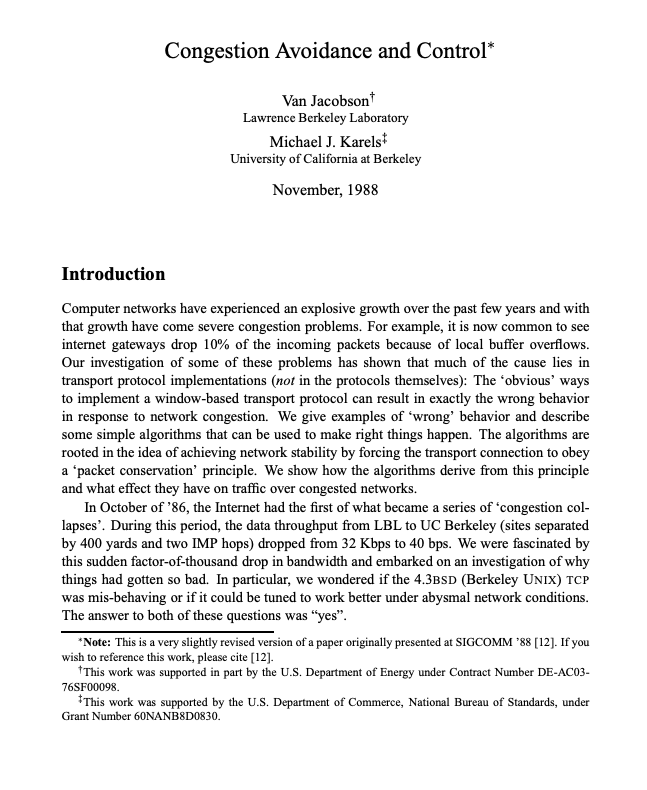 Congestion Avoidance and Control*
Van Jacobson†
Lawrence Berkeley Laboratory
Michael J. Karels‡
University of California at Berkeley
November, 1988
Introduction
Computer networks have experienced an explosive growth over the past few years and with
that growth have come severe congestion problems. For example, it is now common to see
internet gateways drop 10% of the incoming packets because of local buffer overflows.
Our investigation of some of these problems has shown that much of the cause lies in
transport protocol implementations (not in the protocols themselves): The ‘obvious’ ways
to implement a window-based transport protocol can result in exactly the wrong behavior
in response to network congestion. We give examples of ‘wrong’ behavior and describe
some simple algorithms that can be used to make right things happen. The algorithms are
rooted in the idea of achieving network stability by forcing the transport connection to obey
a ‘packet conservation’ principle. We show how the algorithms derive from this principle
and what effect they have on traffic over congested networks.
In October of ’86, the Internet had the first of what became a series of ‘congestion col-
lapses’. During this period, the data throughput from LBL to UC Berkeley (sites separated
by 400 yards and two IMP hops) dropped from 32 Kbps to 40 bps. We were fascinated by
this sudden factor-of-thousand drop in bandwidth and embarked on an investigation of why
things had gotten so bad. In particular, we wondered if the 4.3BSD (Berkeley UNIX) TCP
was mis-behaving or if it could be tuned to work better under abysmal network conditions.
The answer to both of these questions was “yes”.
*Note: This is a very slightly revised version of a paper originally presented at SIGCOMM ’88 [12]. If you
wish to reference this work, please cite [12].
†This work was supported in part by the U.S. Department of Energy under Contract Number DE-AC03-
76SF00098.
‡This work was supported by the U.S. Department of Commerce, National Bureau of Standards, under
Grant Number 60NANB8D0830.